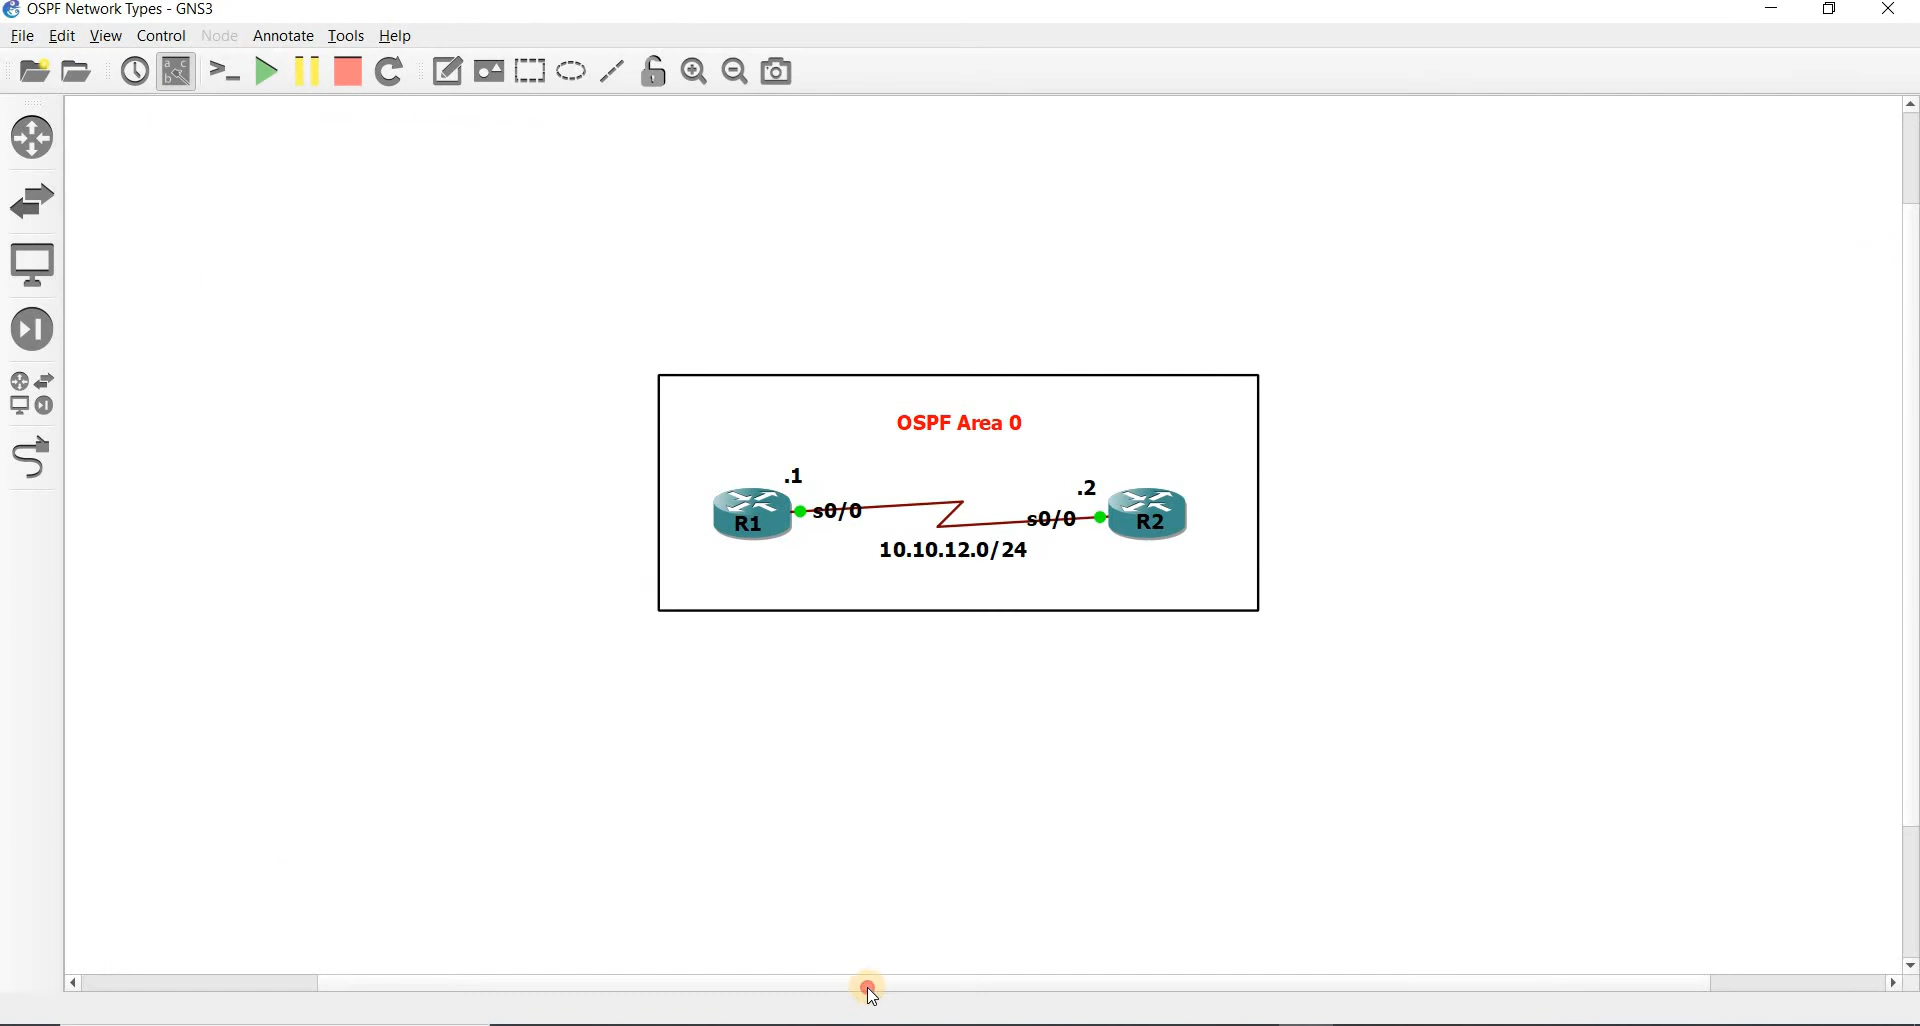 OSPF Network Types - GNS3
File Edit View Control Node Annotate Tools Help
OSPF Area 0
.1
.2
s0/0
s0/0
R1
R2
10.10.12.0/24